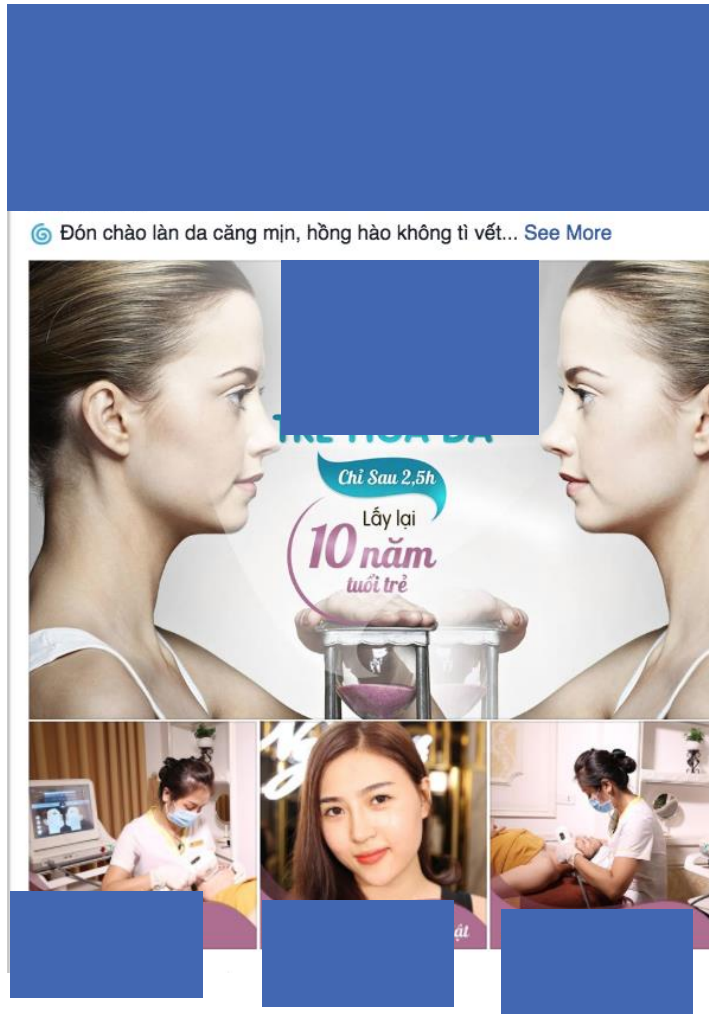 Đón chào làn da căng mịn, hồng hào không tì vết... See More
Chỉ Sau 2,5h
Lấy lại
10 năm
tuổi trẻ